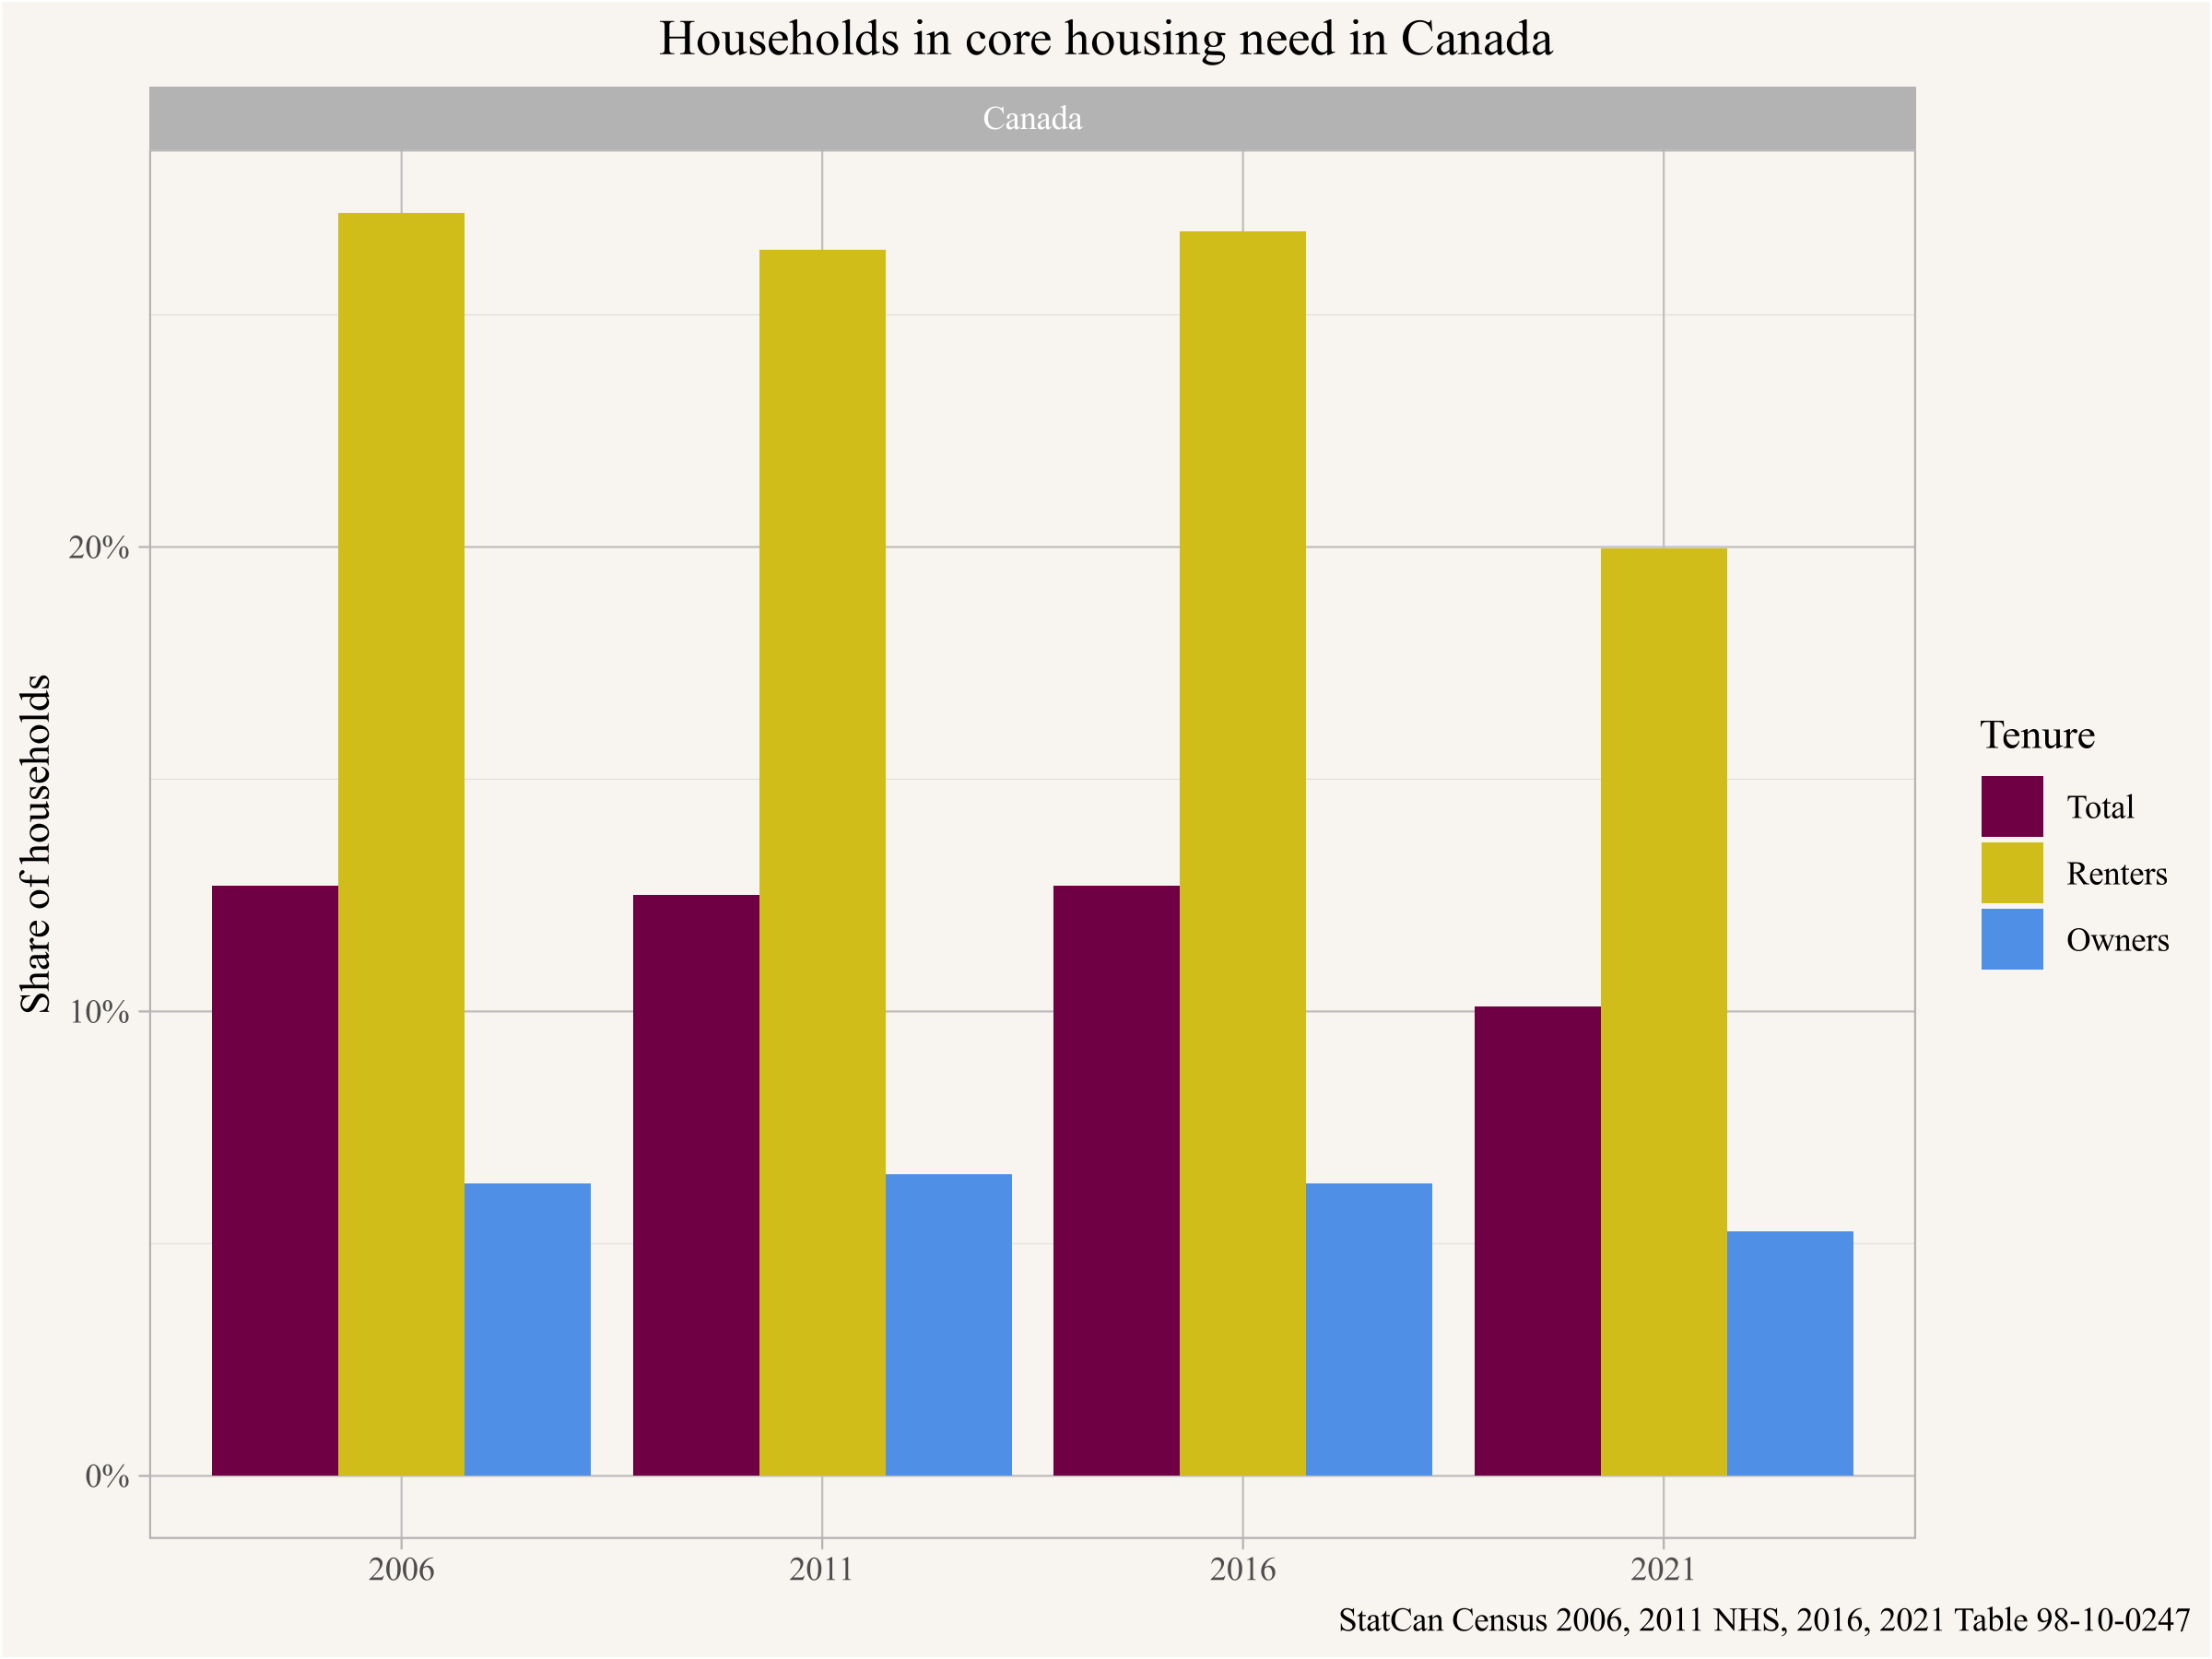 Households in core housing need in Canada
Canada
Share of households
20%
10%
0%
2006
2011
2016
2021
Tenure
Total
Renters
Owners
StatCan Census 2006, 2011 NHS, 2016, 2021 Table 98-10-0247